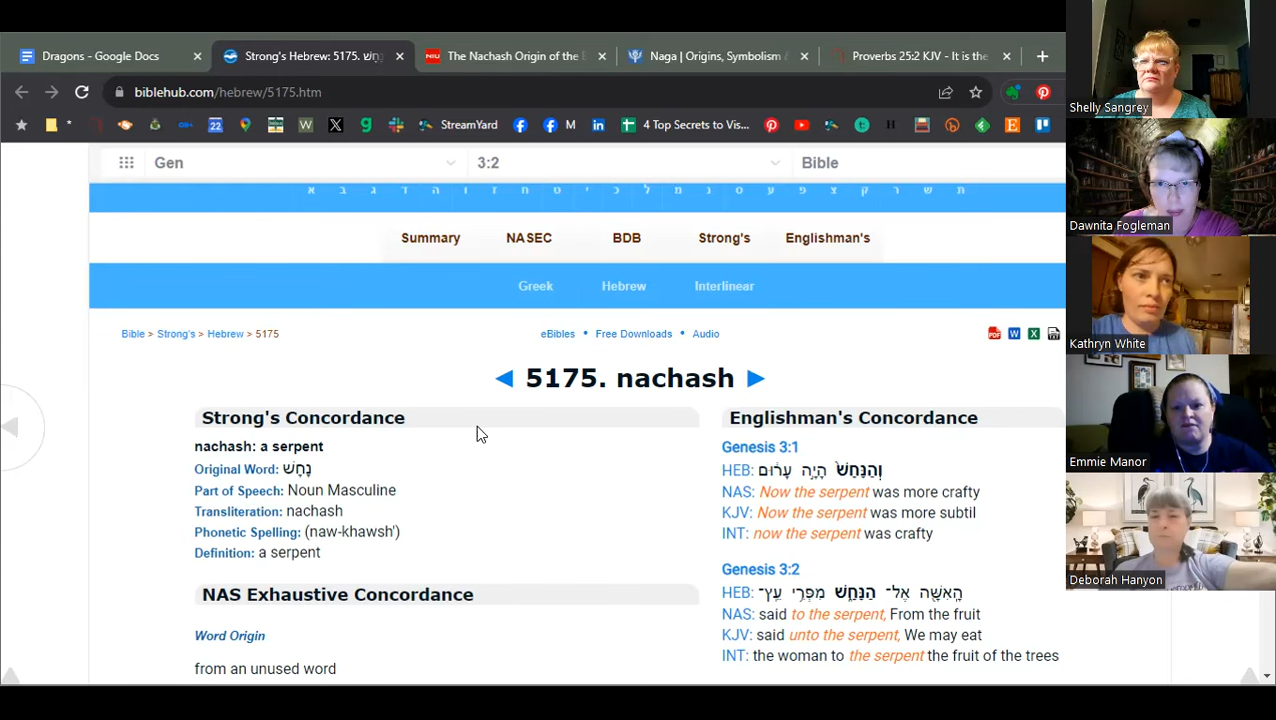 Dragons - Google Docs
Strong's Hebrew: 5175.
The Nachash Origin of the
Naga | Origins, Symbolism
Proverbs 25:2 KJV - It is the
biblehub.com/hebrew/5175.htm
22
StreamYard
M
4 Top Secrets to Vis...
Gen
3:2
Bible
א ב ג ד ה ו ז ח ט י כ ל מ נ ס ע פ צ ק ר ש ת
Summary
NASEC
BDB
Strong's
Englishman's
Greek
Hebrew
Interlinear
Bible > Strong's > Hebrew > 5175
eBibles • Free Downloads • Audio
◄ 5175. nachash ►
Strong's Concordance
nachash: a serpent
Original Word: נָחָשׁ
Part of Speech: Noun Masculine
Transliteration: nachash
Phonetic Spelling: (naw-khawsh')
Definition: a serpent
NAS Exhaustive Concordance
Word Origin
from an unused word
Englishman's Concordance
Genesis 3:1
HEB: וְהַנָּחָשׁ֙ הָיָ֣ה עָר֔וּם
NAS: Now the serpent was more crafty
KJV: Now the serpent was more subtil
INT: now the serpent was crafty
Genesis 3:2
HEB: הָֽאִשָּׁ֖ה אֶל־ הַנָּחָ֑שׁ מִפְּרִ֥י עֵֽץ־
NAS: said to the serpent, From the fruit
KJV: said unto the serpent, We may eat
INT: the woman to the serpent the fruit of the trees
Shelly Sangrey
Dawnita Fogleman
Kathryn White
Emmie Manor
Deborah Hanyon